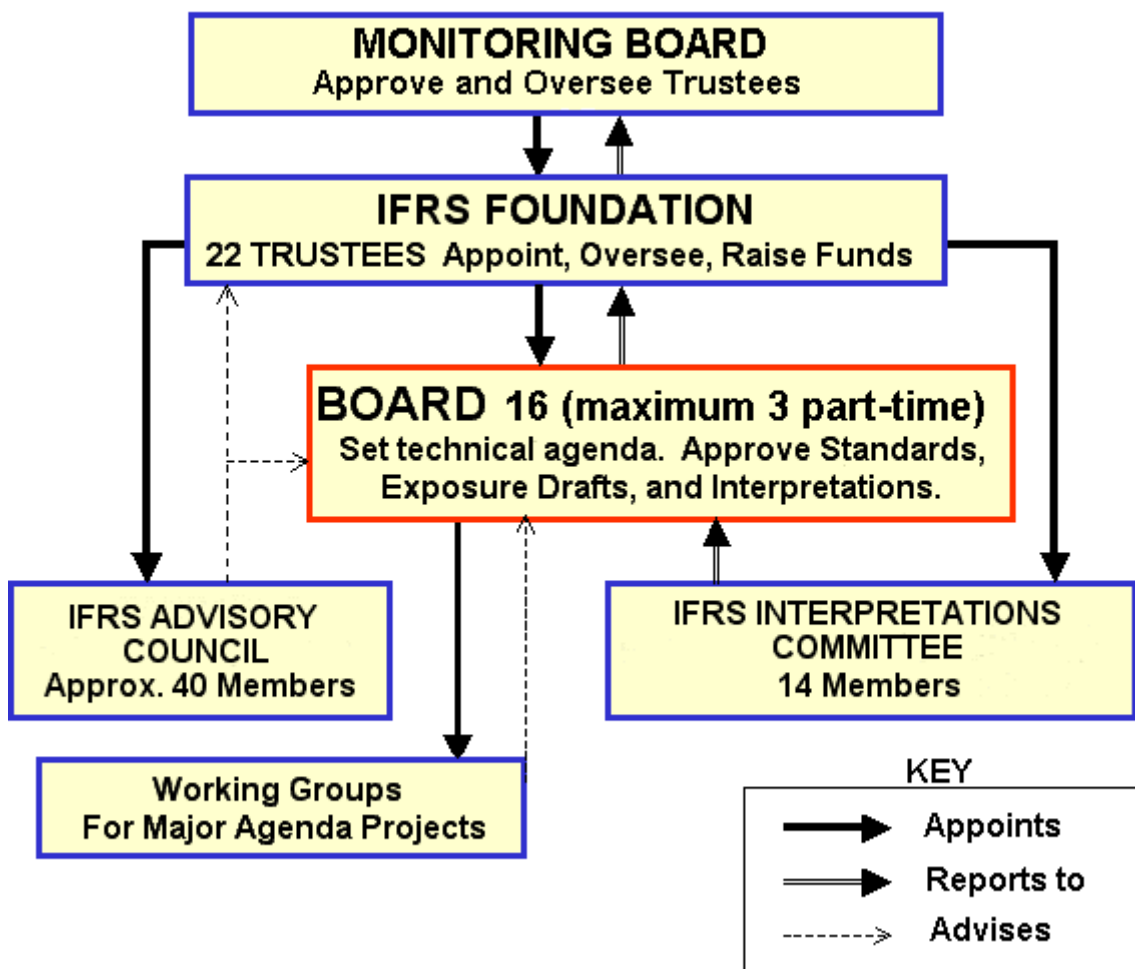 MONITORING BOARD
Approve and Oversee Trustees
IFRS FOUNDATION
22 TRUSTEES Appoint, Oversee, Raise Funds
BOARD 16 (maximum 3 part-time)
Set technical agenda. Approve Standards,
Exposure Drafts, and Interpretations.
IFRS ADVISORY
COUNCIL
Approx. 40 Members
IFRS INTERPRETATIONS
COMMITTEE
14 Members
Working Groups
For Major Agenda Projects
KEY
Appoints
Reports to
Advises